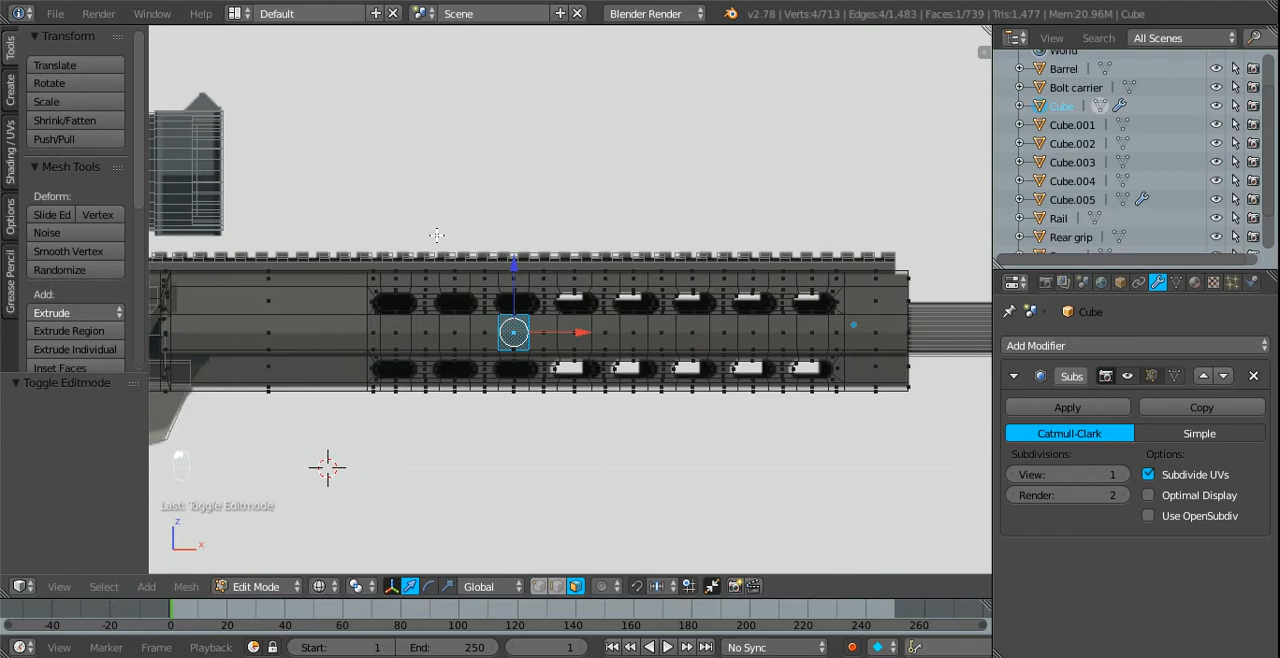 File Render Window Help Default Scene Blender Render v2.78 | Verts:4/713 | Edges:4/1,483 | Faces:1/739 | Tris:1,477 | Mem:20.96M | Cube
Tools
Create
Shading / UVs
Options
Grease Pencil
Transform
Translate
Rotate
Scale
Shrink/Fatten
Push/Pull
Mesh Tools
Deform:
Slide Ed Vertex
Noise
Smooth Vertex
Randomize
Add:
Extrude
Extrude Region
Extrude Individual
Inset Faces
Toggle Editmode
Last: Toggle Editmode
z
x
View Search All Scenes
World
Barrel
Bolt carrier
Cube
Cube.001
Cube.002
Cube.003
Cube.004
Cube.005
Rail
Rear grip
Cube
Add Modifier
Subs
Apply Copy
Catmull-Clark Simple
Subdivisions: Options:
View: 1 Subdivide UVs
Render: 2 Optimal Display
Use OpenSubdiv
View Select Add Mesh Edit Mode Global
-40 -20 0 20 40 60 80 100 120 140 160 180 200 220 240 260
View Marker Frame Playback Start: 1 End: 250 1 No Sync